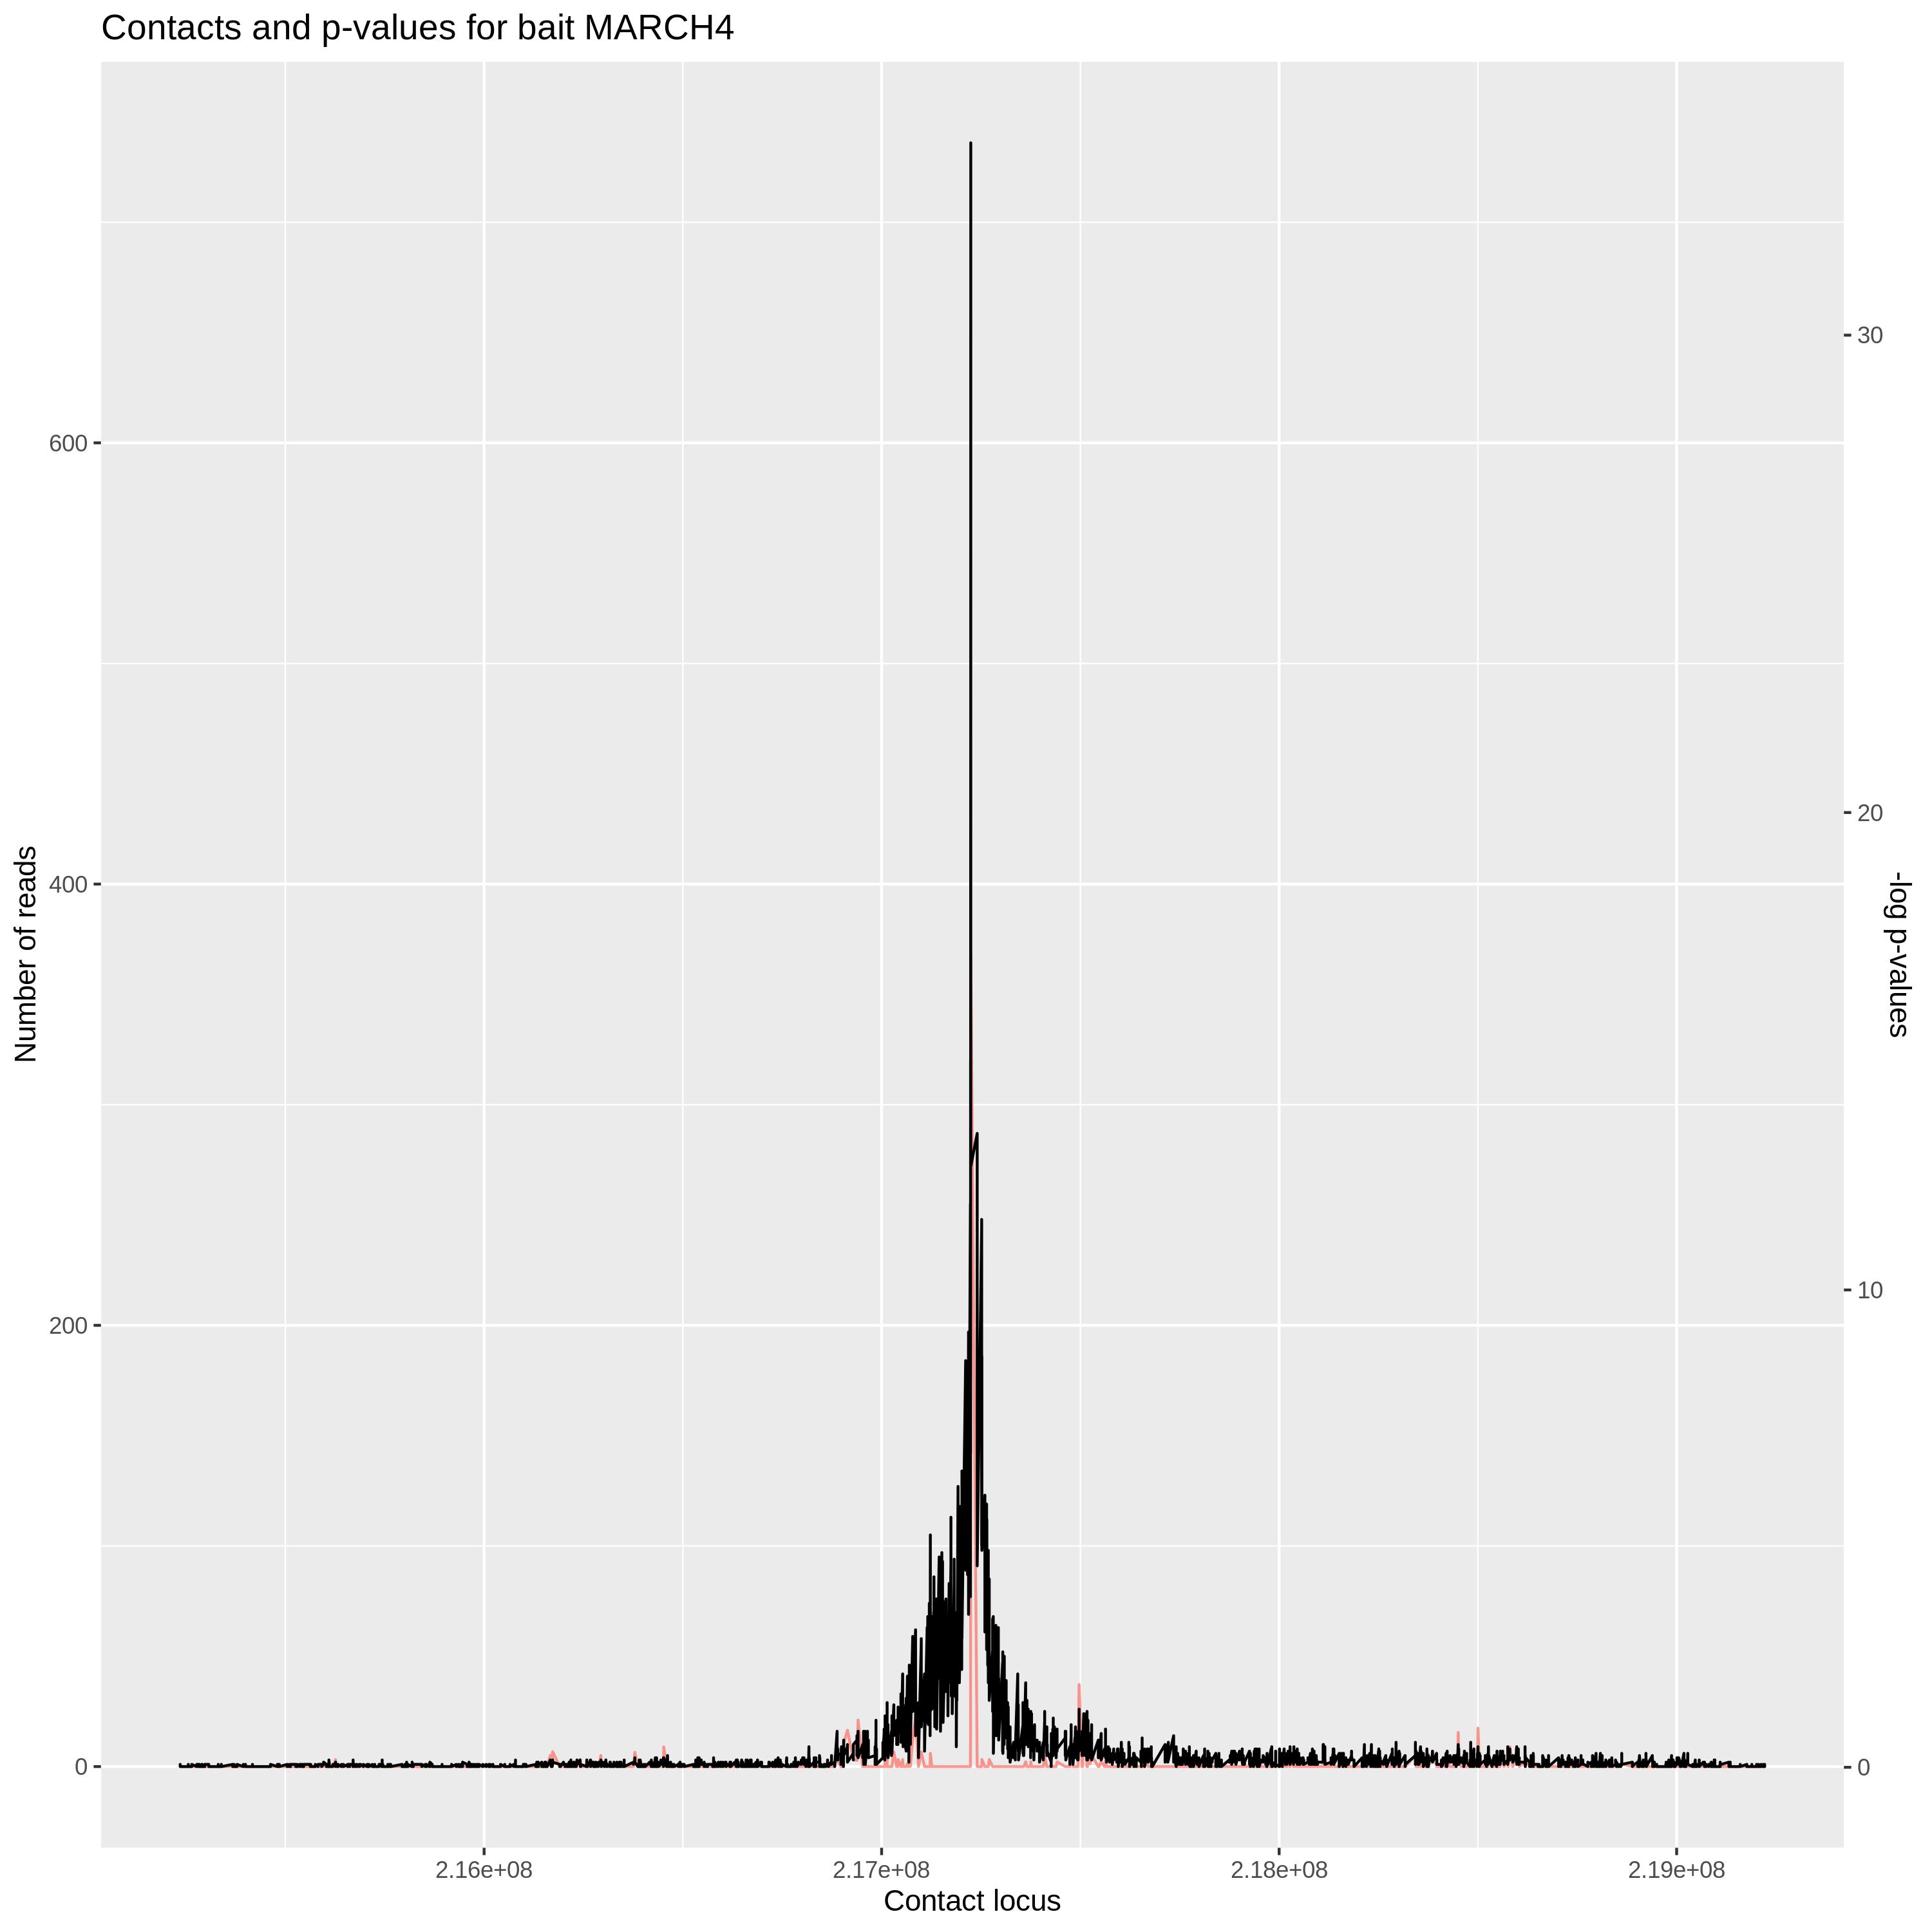 Contacts and p-values for bait MARCH4
Number of reads
600
400
200
0
30
20
10
0
-log p-values
2.16e+08
2.17e+08
2.18e+08
2.19e+08
Contact locus